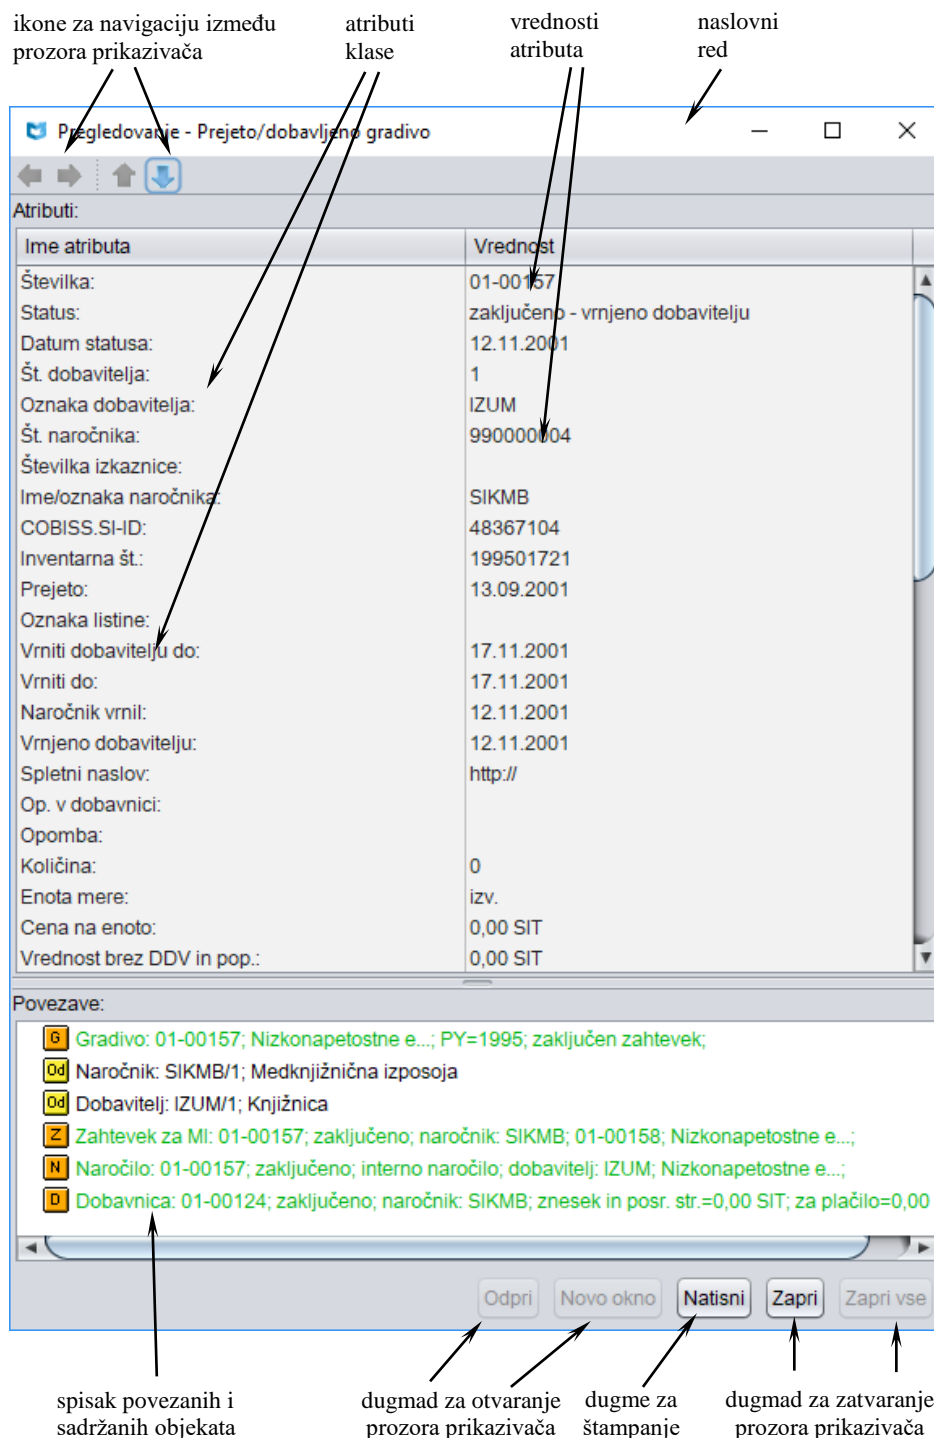 ikone za navigaciju između
prozora prikazivača
atributi
klase
vrednosti
atributa
naslovni
red
Pregledovanje - Prejeto/dobavljeno gradivo
Atributi:
Ime atributa Vrednost
Številka: 01-00157
Status: zaključeno - vrnjeno dobavitelju
Datum statusa: 12.11.2001
Št. dobavitelja: 1
Oznaka dobavitelja: IZUM
Št. naročnika: 990000004
Številka izkaznice:
Ime/oznaka naročnika: SIKMB
COBISS.SI-ID: 48367104
Inventarna št.: 199501721
Prejeto: 13.09.2001
Oznaka listine:
Vrniti dobavitelju do: 17.11.2001
Vrniti do: 17.11.2001
Naročnik vrnil: 12.11.2001
Vrnjeno dobavitelju: 12.11.2001
Spletni naslov: http://
Op. v dobavnici:
Opomba:
Količina: 0
Enota mere: izv.
Cena na enoto: 0,00 SIT
Vrednost brez DDV in pop.: 0,00 SIT
Povezave:
G Gradivo: 01-00157; Nizkonapetostne e...; PY=1995; zaključen zahtevek;
Od Naročnik: SIKMB/1; Medknjižnična izposoja
Od Dobavitelj: IZUM/1; Knjižnica
Z Zahtevek za MI: 01-00157; zaključeno; naročnik: SIKMB; 01-00158; Nizkonapetostne e...;
N Naročilo: 01-00157; zaključeno; interno naročilo; dobavitelj: IZUM; Nizkonapetostne e...;
D Dobavnica: 01-00124; zaključeno; naročnik: SIKMB; znesek in posr. str.=0,00 SIT; za plačilo=0,00
Odpri Novo okno Natisni Zapri Zapri vse
spisak povezanih i
sadržanih objekata
dugmad za otvaranje
prozora prikazivača
dugme za
štampanje
dugmad za zatvaranje
prozora prikazivača